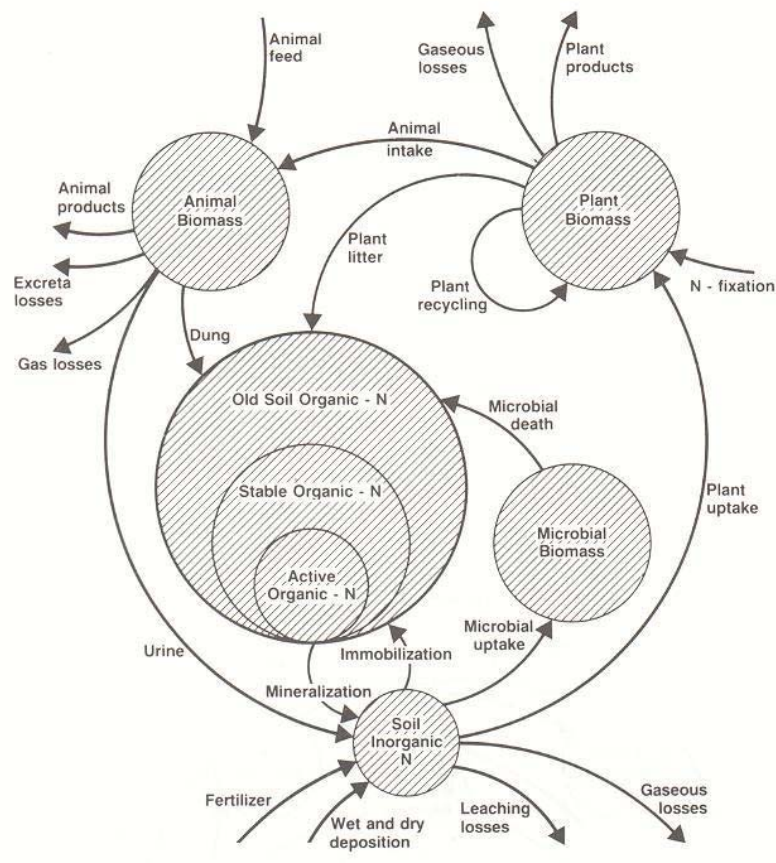 Animal
feed
Gaseous
losses
Plant
products
Animal
intake
Animal
products
Animal
Biomass
Plant
Biomass
Excreta
losses
Plant
litter
Plant
recycling
N - fixation
Gas losses
Dung
Old Soil Organic - N
Microbial
death
Stable Organic - N
Plant
uptake
Microbial
Biomass
Active
Organic - N
Urine
Immobilization
Microbial
uptake
Mineralization
Soil
Inorganic
N
Fertilizer
Wet and dry
deposition
Leaching
losses
Gaseous
losses